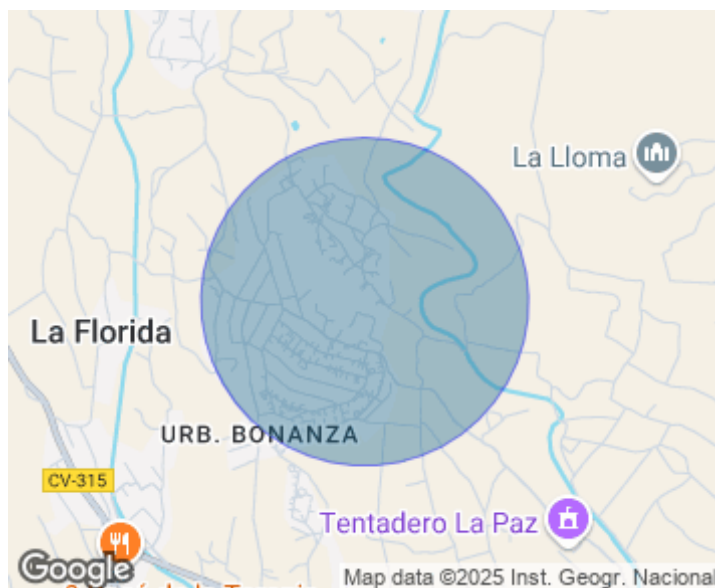 La Lloma
La Florida
URB. BONANZA
CV-315
Tentadero La Paz
Google
Map data ©2025 Inst. Geogr. Nacional